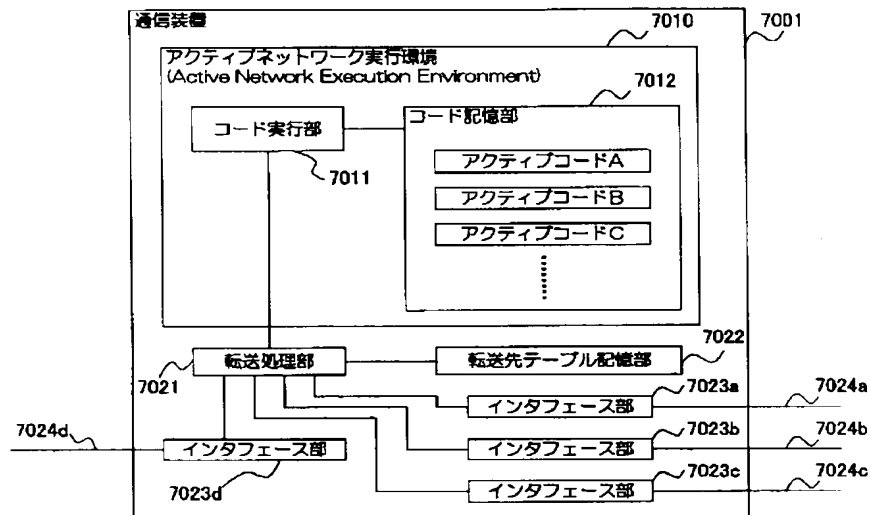 通信装置
7010
7001
アクティブネットワーク実行環境
(Active Network Execution Environment)
7012
コード実行部
コード記憶部
7011
アクティブコードA
アクティブコードB
アクティブコードC
7021
転送処理部
転送先テーブル記憶部
7022
7023a
インタフェース部
7024a
7024d
インタフェース部
7023d
7023b
インタフェース部
7024b
7023c
インタフェース部
7024c